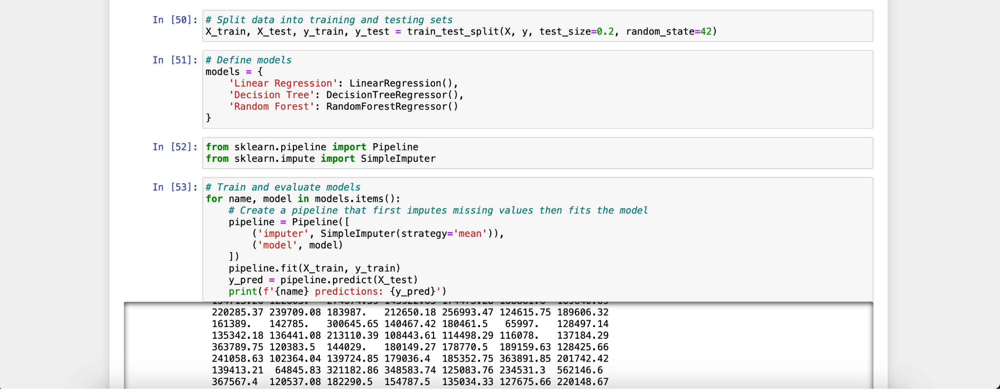 In [50]: # Split data into training and testing sets
X_train, X_test, y_train, y_test = train_test_split(X, y, test_size=0.2, random_state=42)
In [51]: # Define models
models = {
    'Linear Regression': LinearRegression(),
    'Decision Tree': DecisionTreeRegressor(),
    'Random Forest': RandomForestRegressor()
}
In [52]: from sklearn.pipeline import Pipeline
from sklearn.impute import SimpleImputer
In [53]: # Train and evaluate models
for name, model in models.items():
    # Create a pipeline that first imputes missing values then fits the model
    pipeline = Pipeline([
        ('imputer', SimpleImputer(strategy='mean')),
        ('model', model)
    ])
    pipeline.fit(X_train, y_train)
    y_pred = pipeline.predict(X_test)
    print(f'{name} predictions: {y_pred}')
220285.37 239709.08 183987.   212650.18 256993.47 124615.75 189606.32
161389.   142785.   300645.65 140467.42 180461.5   65997.   128497.14
135342.18 136441.08 213110.39 108443.61 114498.29 116078.   137184.29
363789.75 120383.5  144029.   180149.27 178770.5  189159.63 128425.66
241058.63 102364.04 139724.85 179036.4  185352.75 363891.85 201742.42
139413.21  64845.83 321182.86 348583.74 125083.76 234531.3  562146.6
367567.4  120537.08 182290.5  154787.5  135034.33 127675.66 220148.67